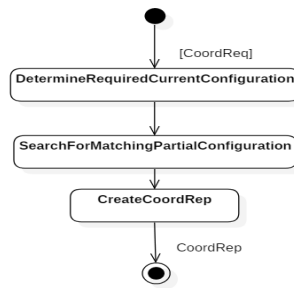 [CoordReq]
DetermineRequiredCurrentConfiguration
SearchForMatchingPartialConfiguration
CreateCoordRep
CoordRep